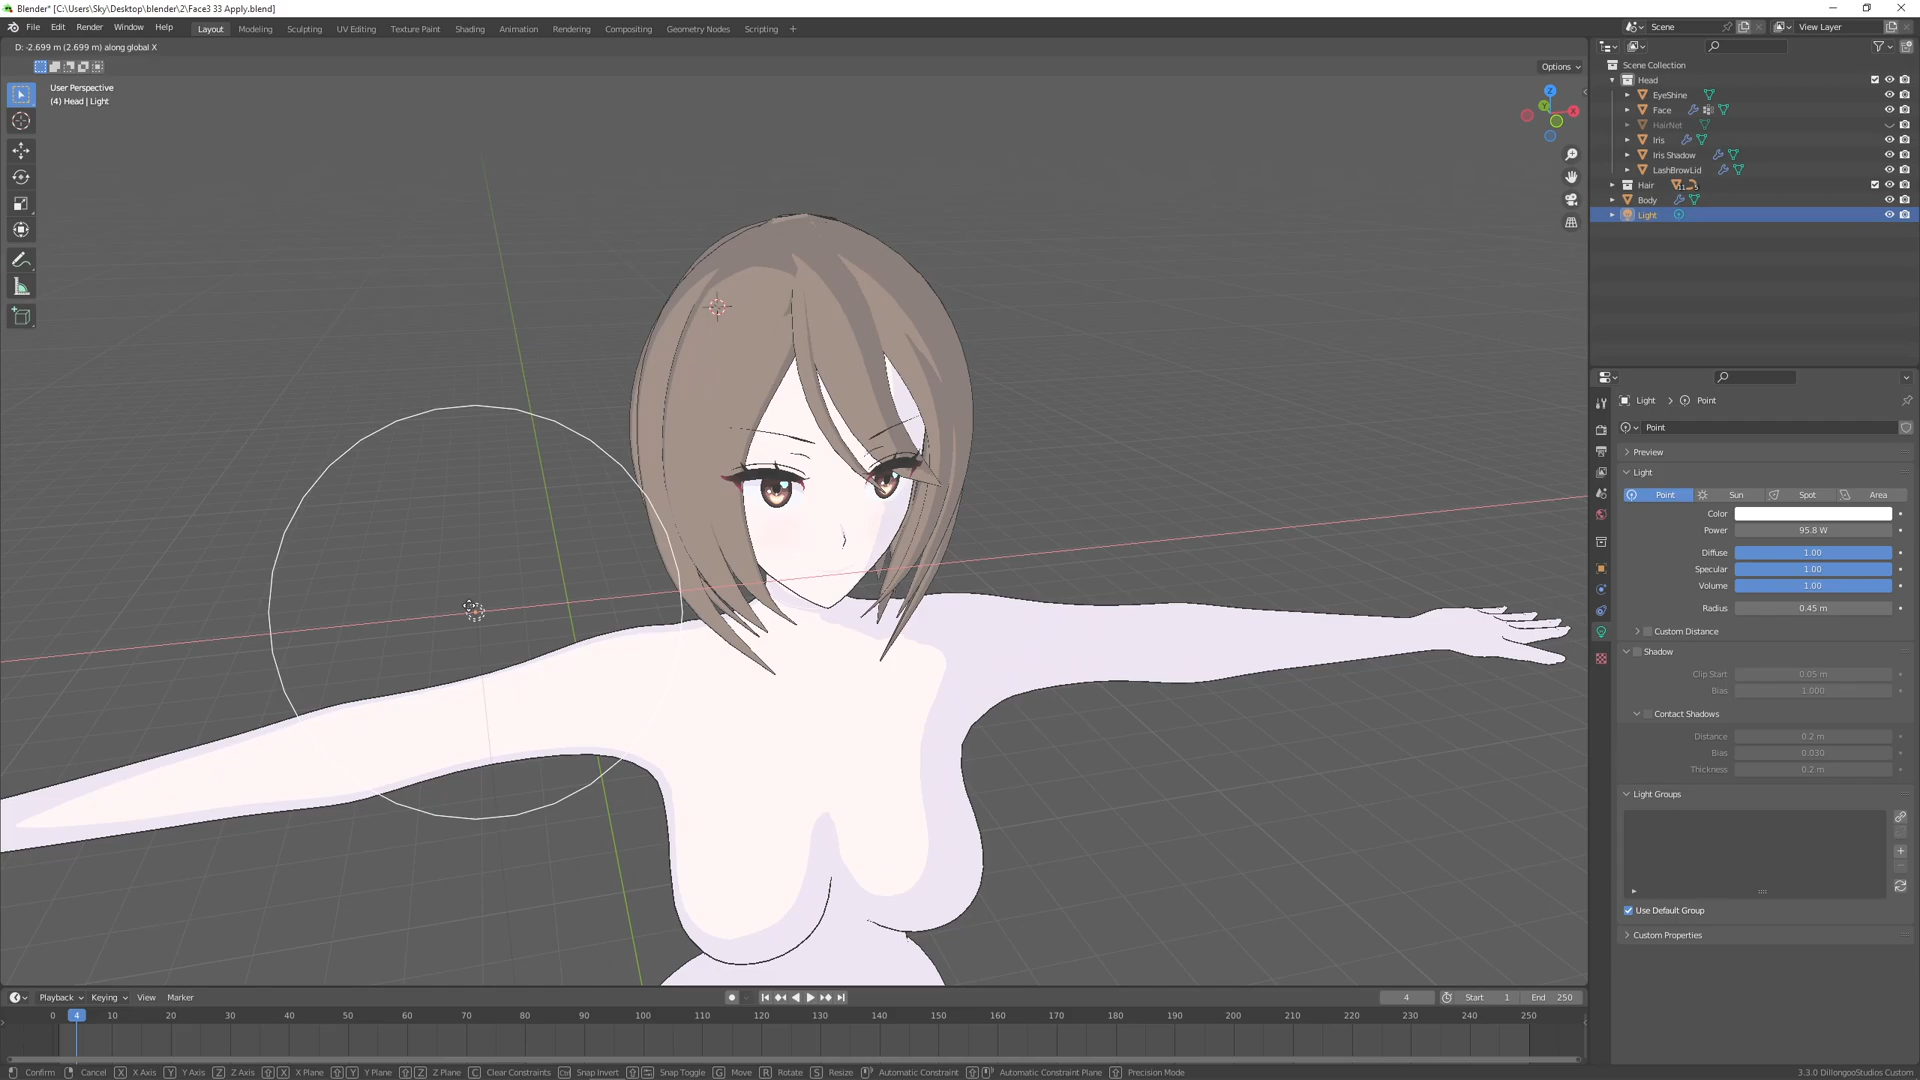 Blender* [C:\Users\Sky\Desktop\blender\2\Face3 33 Apply.blend]
File Edit Render Window Help Layout Modeling Sculpting UV Editing Texture Paint Shading Animation Rendering Compositing Geometry Nodes Scripting + Scene View Layer
D: -2.699 m (2.699 m) along global X
Options
User Perspective
(4) Head | Light
Z
Y
X
Scene Collection
Head
EyeShine
Face
HairNet
Iris
Iris Shadow
LashBrowLid
Hair 11 5
Body
Light
Light > Point
Point
Preview
Light
Point Sun Spot Area
Color
Power 95.8 W
Diffuse 1.00
Specular 1.00
Volume 1.00
Radius 0.45 m
Custom Distance
Shadow
Clip Start 0.05 m
Bias 1.000
Contact Shadows
Distance 0.2 m
Bias 0.030
Thickness 0.2 m
Light Groups
Use Default Group
Custom Properties
Playback Keying View Marker 4 Start 1 End 250
0 4 10 20 30 40 50 60 70 80 90 100 110 120 130 140 150 160 170 180 190 200 210 220 230 240 250
Confirm Cancel X X Axis Y Y Axis Z Z Axis X X Plane Y Y Plane Z Z Plane C Clear Constraints Ctrl Snap Invert Snap Toggle G Move R Rotate S Resize Automatic Constraint Automatic Constraint Plane Precision Mode 3.3.0 DillongooStudios Custom